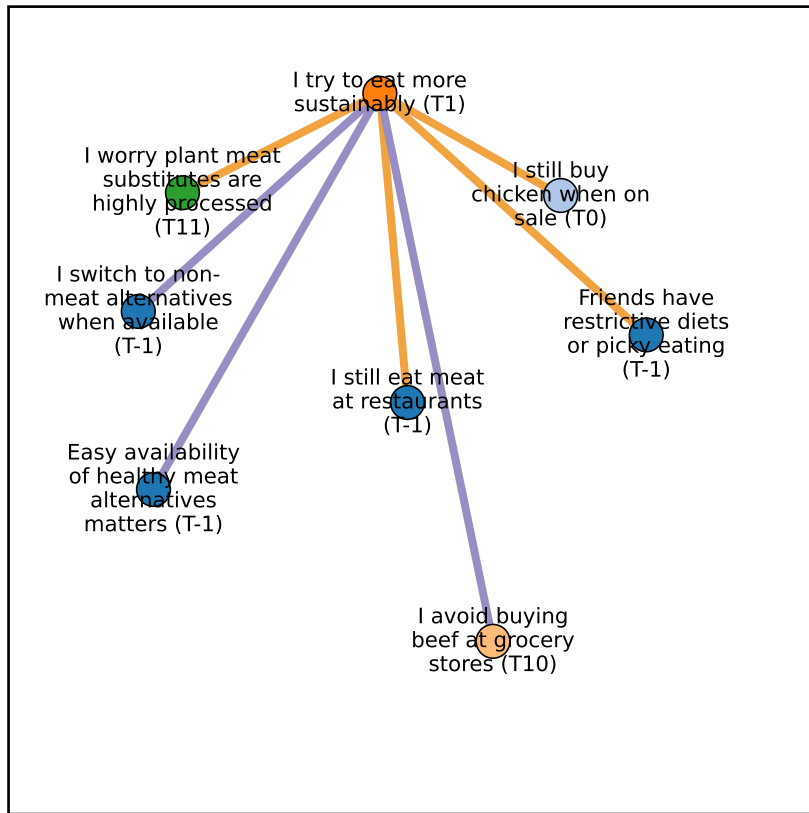 I try to eat more
sustainably (T1)
I worry plant meat
substitutes are
highly processed
(T11)
I still buy
chicken when on
sale (T0)
I switch to non-
meat alternatives
when available
(T-1)
Friends have
restrictive diets
or picky eating
(T-1)
I still eat meat
at restaurants
(T-1)
Easy availability
of healthy meat
alternatives
matters (T-1)
I avoid buying
beef at grocery
stores (T10)